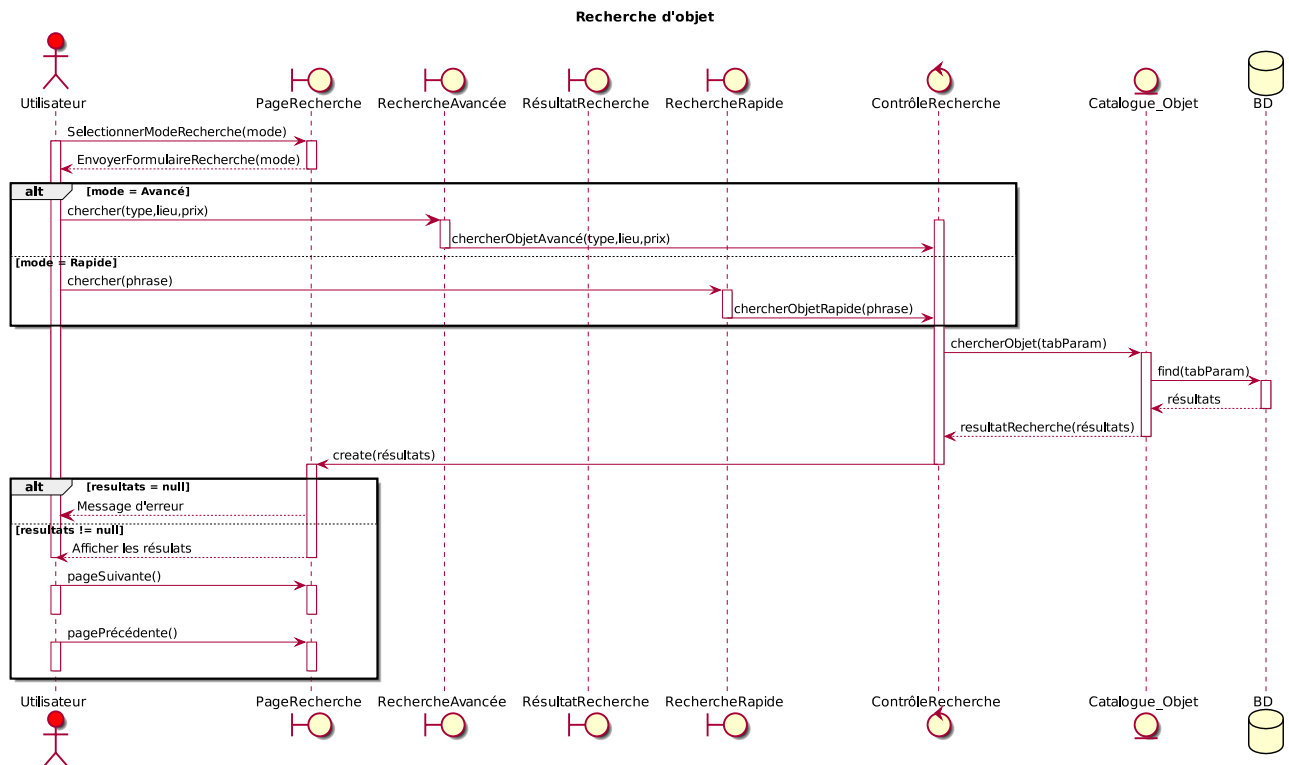 Recherche d'objet
Utilisateur
PageRecherche
RechercheAvancée
RésultatRecherche
RechercheRapide
ContrôleRecherche
Catalogue_Objet
BD
SelectionnerModeRecherche(mode)
EnvoyerFormulaireRecherche(mode)
alt
[mode = Avancé]
chercher(type,lieu,prix)
chercherObjetAvancé(type,lieu,prix)
[mode = Rapide]
chercher(phrase)
chercherObjetRapide(phrase)
chercherObjet(tabParam)
find(tabParam)
résultats
resultatRecherche(résultats)
create(résultats)
alt
[resultats = null]
Message d'erreur
[resultats != null]
Afficher les résulats
pageSuivante()
pagePrécédente()
Utilisateur
PageRecherche
RechercheAvancée
RésultatRecherche
RechercheRapide
ContrôleRecherche
Catalogue_Objet
BD